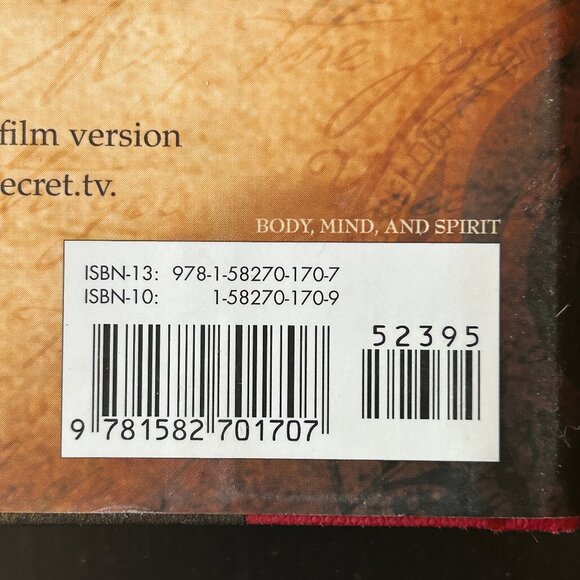 film version
ecret.tv.
BODY, MIND, AND SPIRIT
ISBN-13: 978-1-58270-170-7
ISBN-10: 1-58270-170-9
52395
9 781582 701707